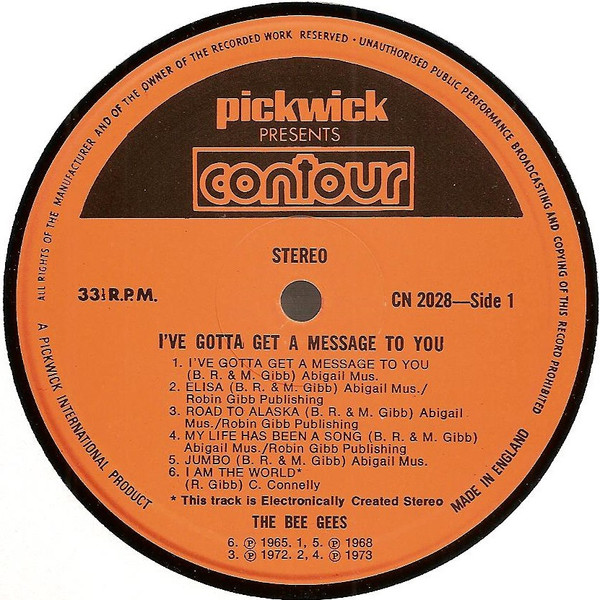 ALL RIGHTS OF THE MANUFACTURER AND OF THE OWNER OF THE RECORDED WORK RESERVED · UNAUTHORISED PUBLIC PERFORMANCE BROADCASTING AND COPYING OF THIS RECORD PROHIBITED
pickwick
PRESENTS
contour
STEREO
33⅓ R.P.M.
CN 2028—Side 1
I'VE GOTTA GET A MESSAGE TO YOU
1. I'VE GOTTA GET A MESSAGE TO YOU
(B. R. & M. Gibb) Abigail Mus.
2. ELISA (B. R. & M. Gibb) Abigail Mus./
Robin Gibb Publishing
3. ROAD TO ALASKA (B. R. & M. Gibb) Abigail
Mus./Robin Gibb Publishing
4. MY LIFE HAS BEEN A SONG (B. R. & M. Gibb)
Abigail Mus./Robin Gibb Publishing
5. JUMBO (B. R. & M. Gibb) Abigail Mus.
6. I AM THE WORLD*
(R. Gibb) C. Connelly
* This track is Electronically Created Stereo
THE BEE GEES
6. ℗ 1965. 1, 5. ℗ 1968
3. ℗ 1972. 2, 4. ℗ 1973
A PICKWICK INTERNATIONAL PRODUCT
MADE IN ENGLAND